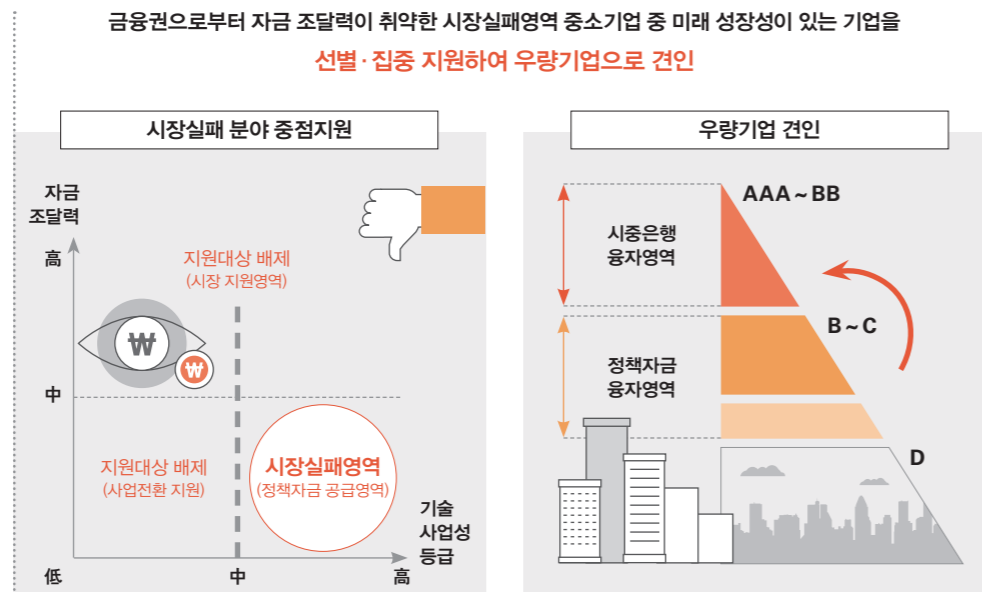 금융권으로부터 자금 조달력이 취약한 시장실패영역 중소기업 중 미래 성장성이 있는 기업을
선별·집중 지원하여 우량기업으로 견인
시장실패 분야 중점지원
자금
조달력
高
지원대상 배제
(시장 지원영역)
₩
₩
中
지원대상 배제
(사업전환 지원)
시장실패영역
(정책자금 공급영역)
기술
사업성
등급
低
中
高
우량기업 견인
AAA ~ BB
시중은행
융자영역
B ~ C
정책자금
융자영역
D